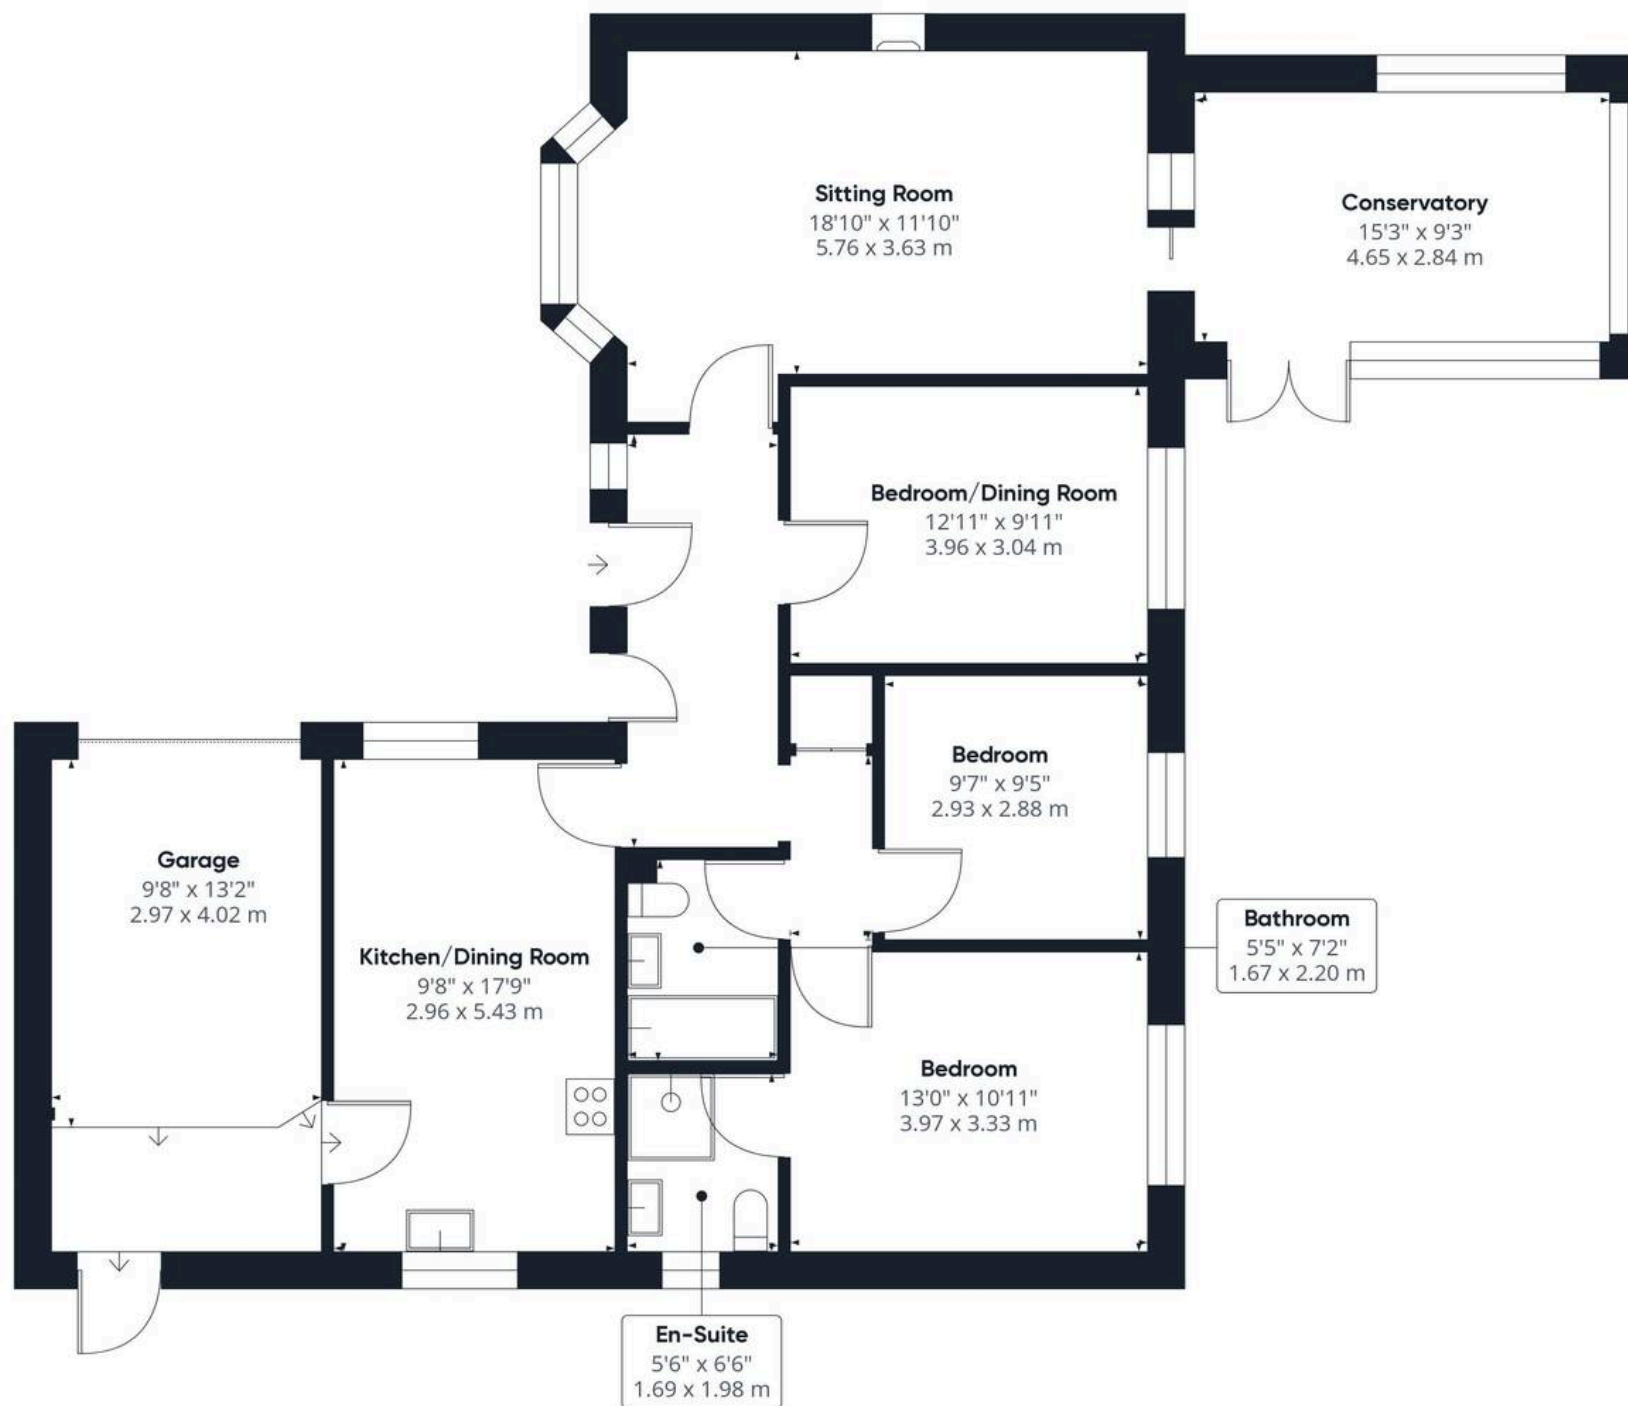 Sitting Room
18'10" x 11'10"
5.76 x 3.63 m
Conservatory
15'3" x 9'3"
4.65 x 2.84 m
Bedroom/Dining Room
12'11" x 9'11"
3.96 x 3.04 m
Bedroom
9'7" x 9'5"
2.93 x 2.88 m
Garage
9'8" x 13'2"
2.97 x 4.02 m
Kitchen/Dining Room
9'8" x 17'9"
2.96 x 5.43 m
Bathroom
5'5" x 7'2"
1.67 x 2.20 m
Bedroom
13'0" x 10'11"
3.97 x 3.33 m
En-Suite
5'6" x 6'6"
1.69 x 1.98 m